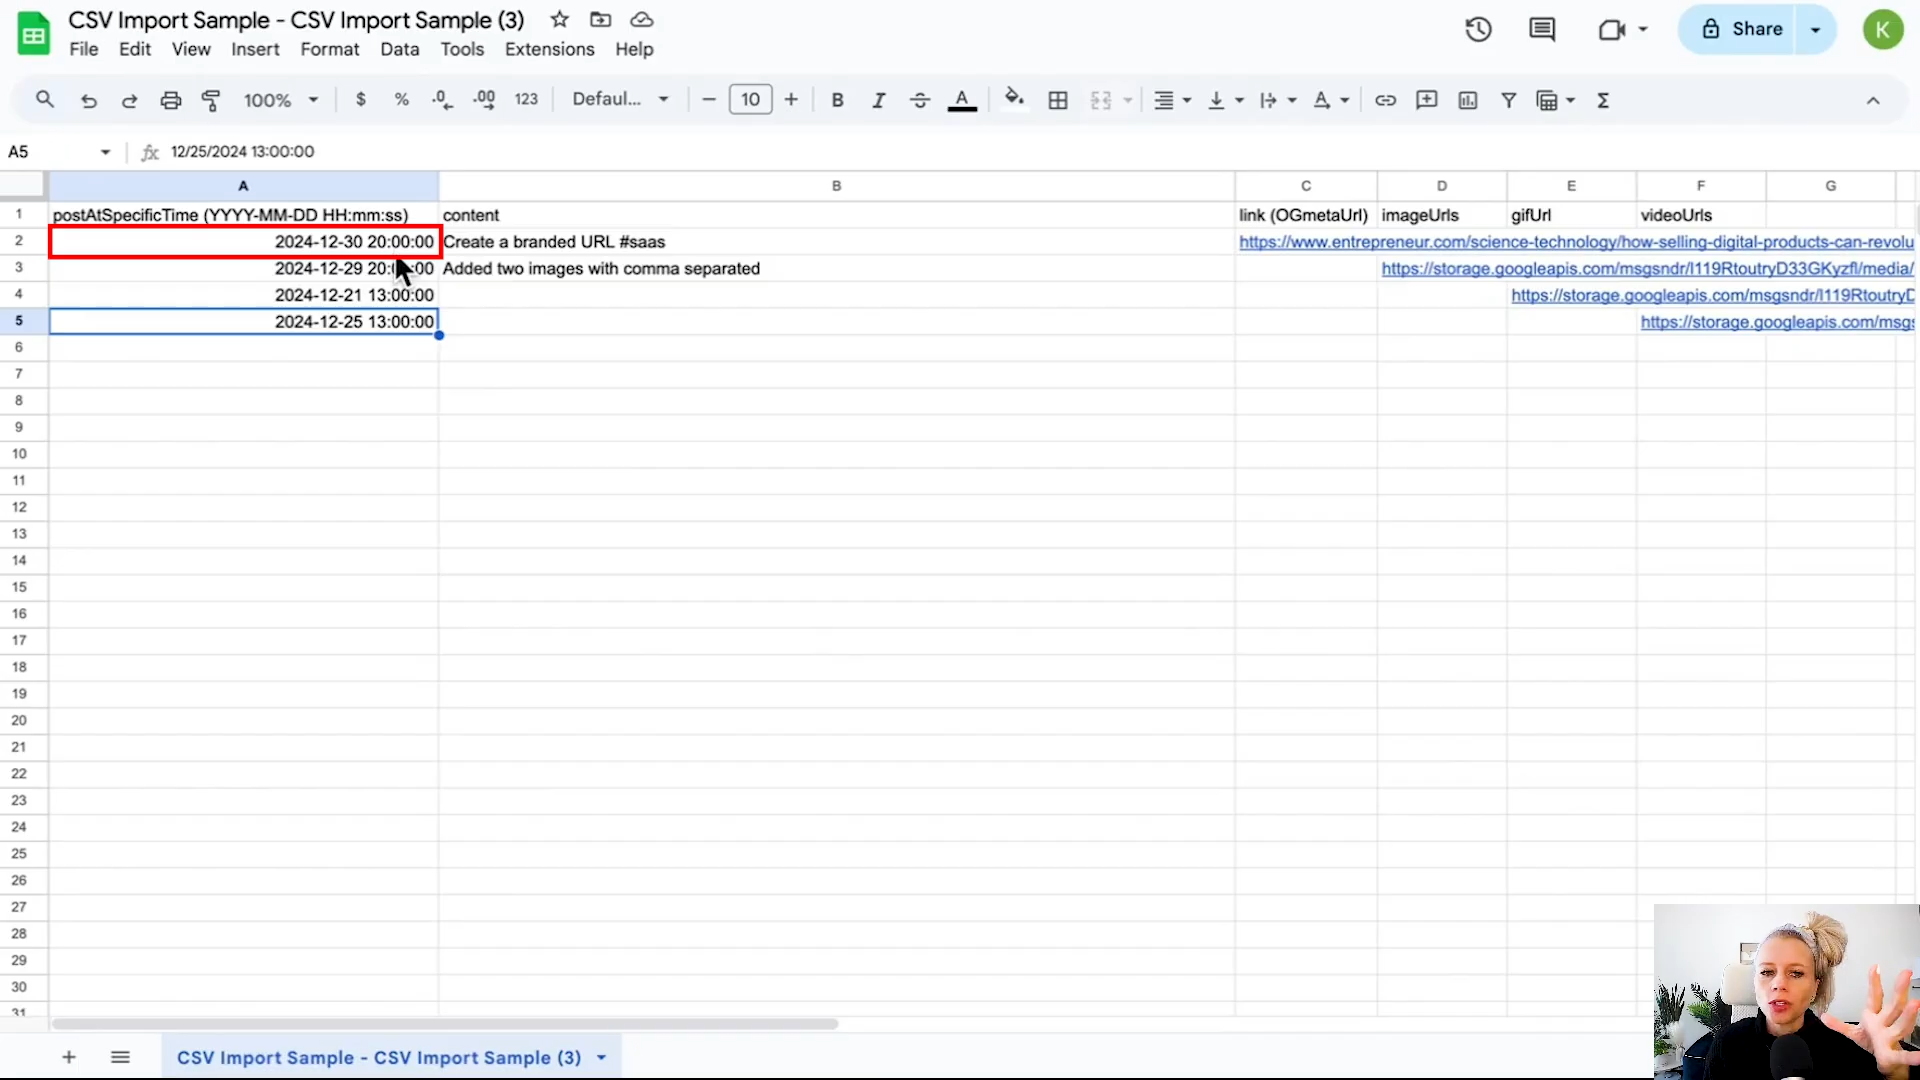 CSV Import Sample - CSV Import Sample (3)
File Edit View Insert Format Data Tools Extensions Help
Share
K
100% $ % .0 .00 123 Defaul... 10 B I A
A5 fx 12/25/2024 13:00:00
A B C D E F G
1 postAtSpecificTime (YYYY-MM-DD HH:mm:ss) content link (OGmetaUrl) imageUrls gifUrl videoUrls
2 2024-12-30 20:00:00 Create a branded URL #saas https://www.entrepreneur.com/science-technology/how-selling-digital-products-can-revolu
3 2024-12-29 20: 00 Added two images with comma separated https://storage.googleapis.com/msgsndr/I119RtoutryD33GKyzfI/media/
4 2024-12-21 13:00:00 https://storage.googleapis.com/msgsndr/I119RtoutryD
5 2024-12-25 13:00:00 https://storage.googleapis.com/msgs
6
7
8
9
10
11
12
13
14
15
16
17
18
19
20
21
22
23
24
25
26
27
28
29
30
31
CSV Import Sample - CSV Import Sample (3)